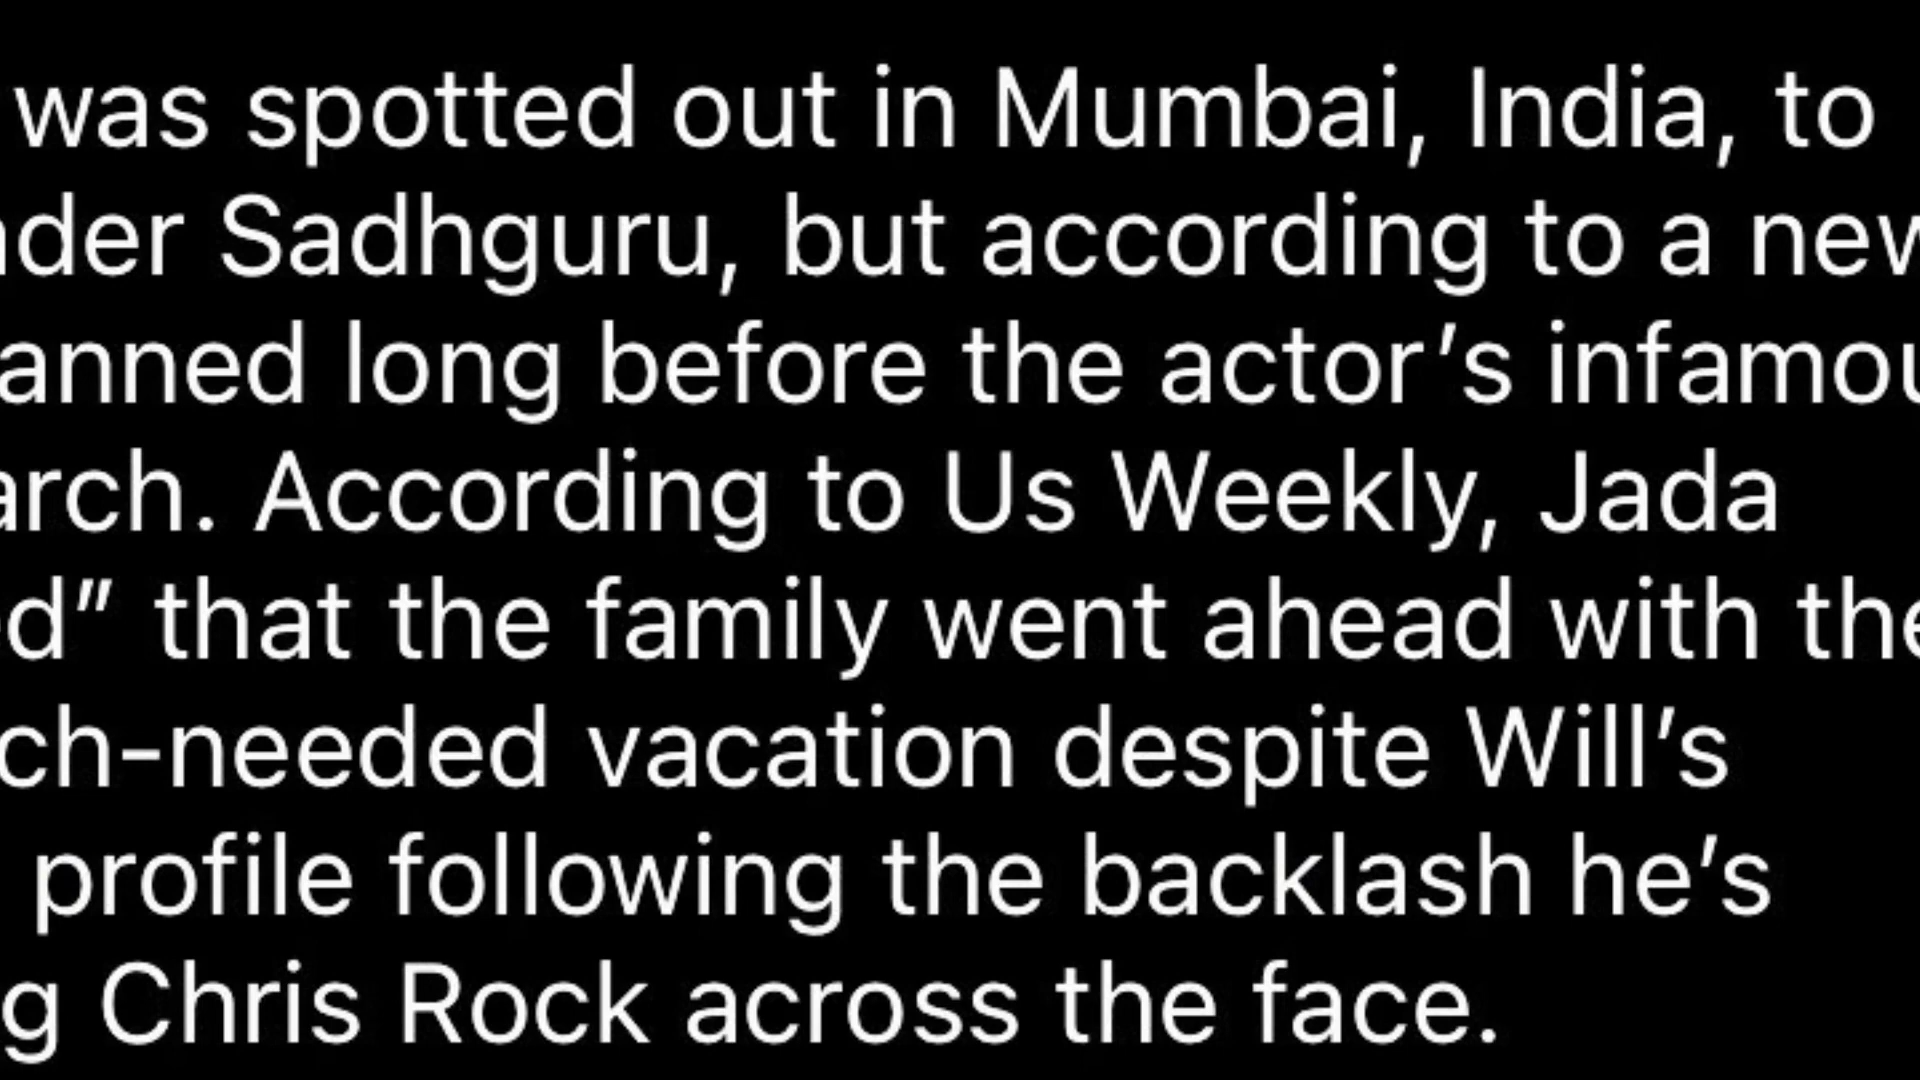 was spotted out in Mumbai, India, to
nder Sadhguru, but according to a new
anned long before the actor’s infamou
arch. According to Us Weekly, Jada
ed” that the family went ahead with the
ch-needed vacation despite Will’s
profile following the backlash he’s
g Chris Rock across the face.